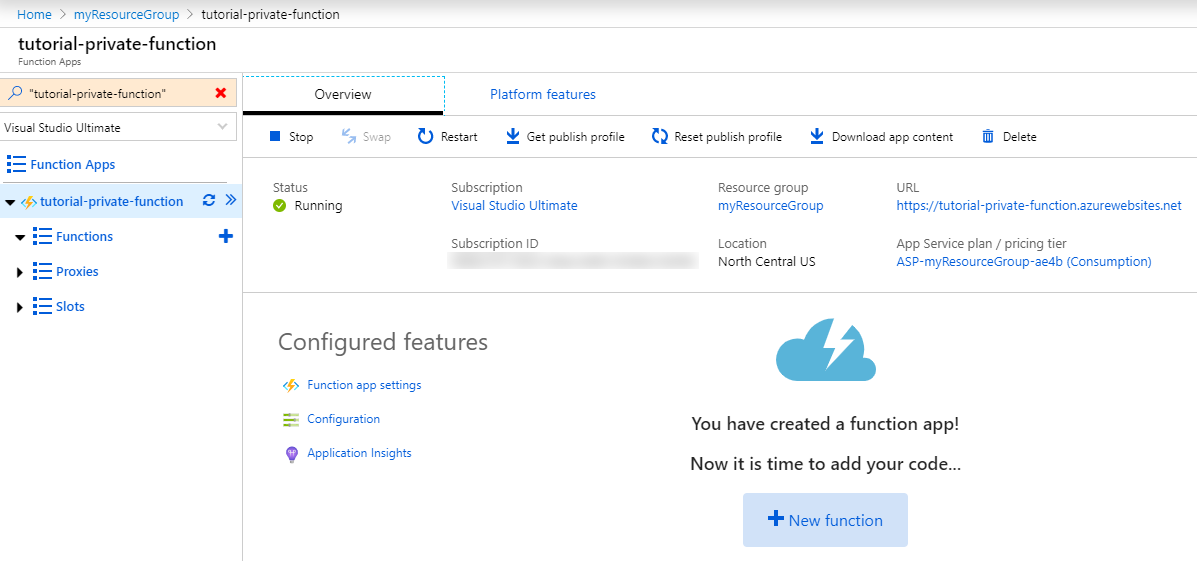 Home > myResourceGroup > tutorial-private-function
tutorial-private-function
Function Apps
"tutorial-private-function"
Visual Studio Ultimate
Function Apps
tutorial-private-function
Functions
Proxies
Slots
Overview
Platform features
Stop
Swap
Restart
Get publish profile
Reset publish profile
Download app content
Delete
Status
Running
Subscription
Visual Studio Ultimate
Subscription ID
Resource group
myResourceGroup
Location
North Central US
URL
https://tutorial-private-function.azurewebsites.net
App Service plan / pricing tier
ASP-myResourceGroup-ae4b (Consumption)
Configured features
Function app settings
Configuration
Application Insights
You have created a function app!
Now it is time to add your code...
New function